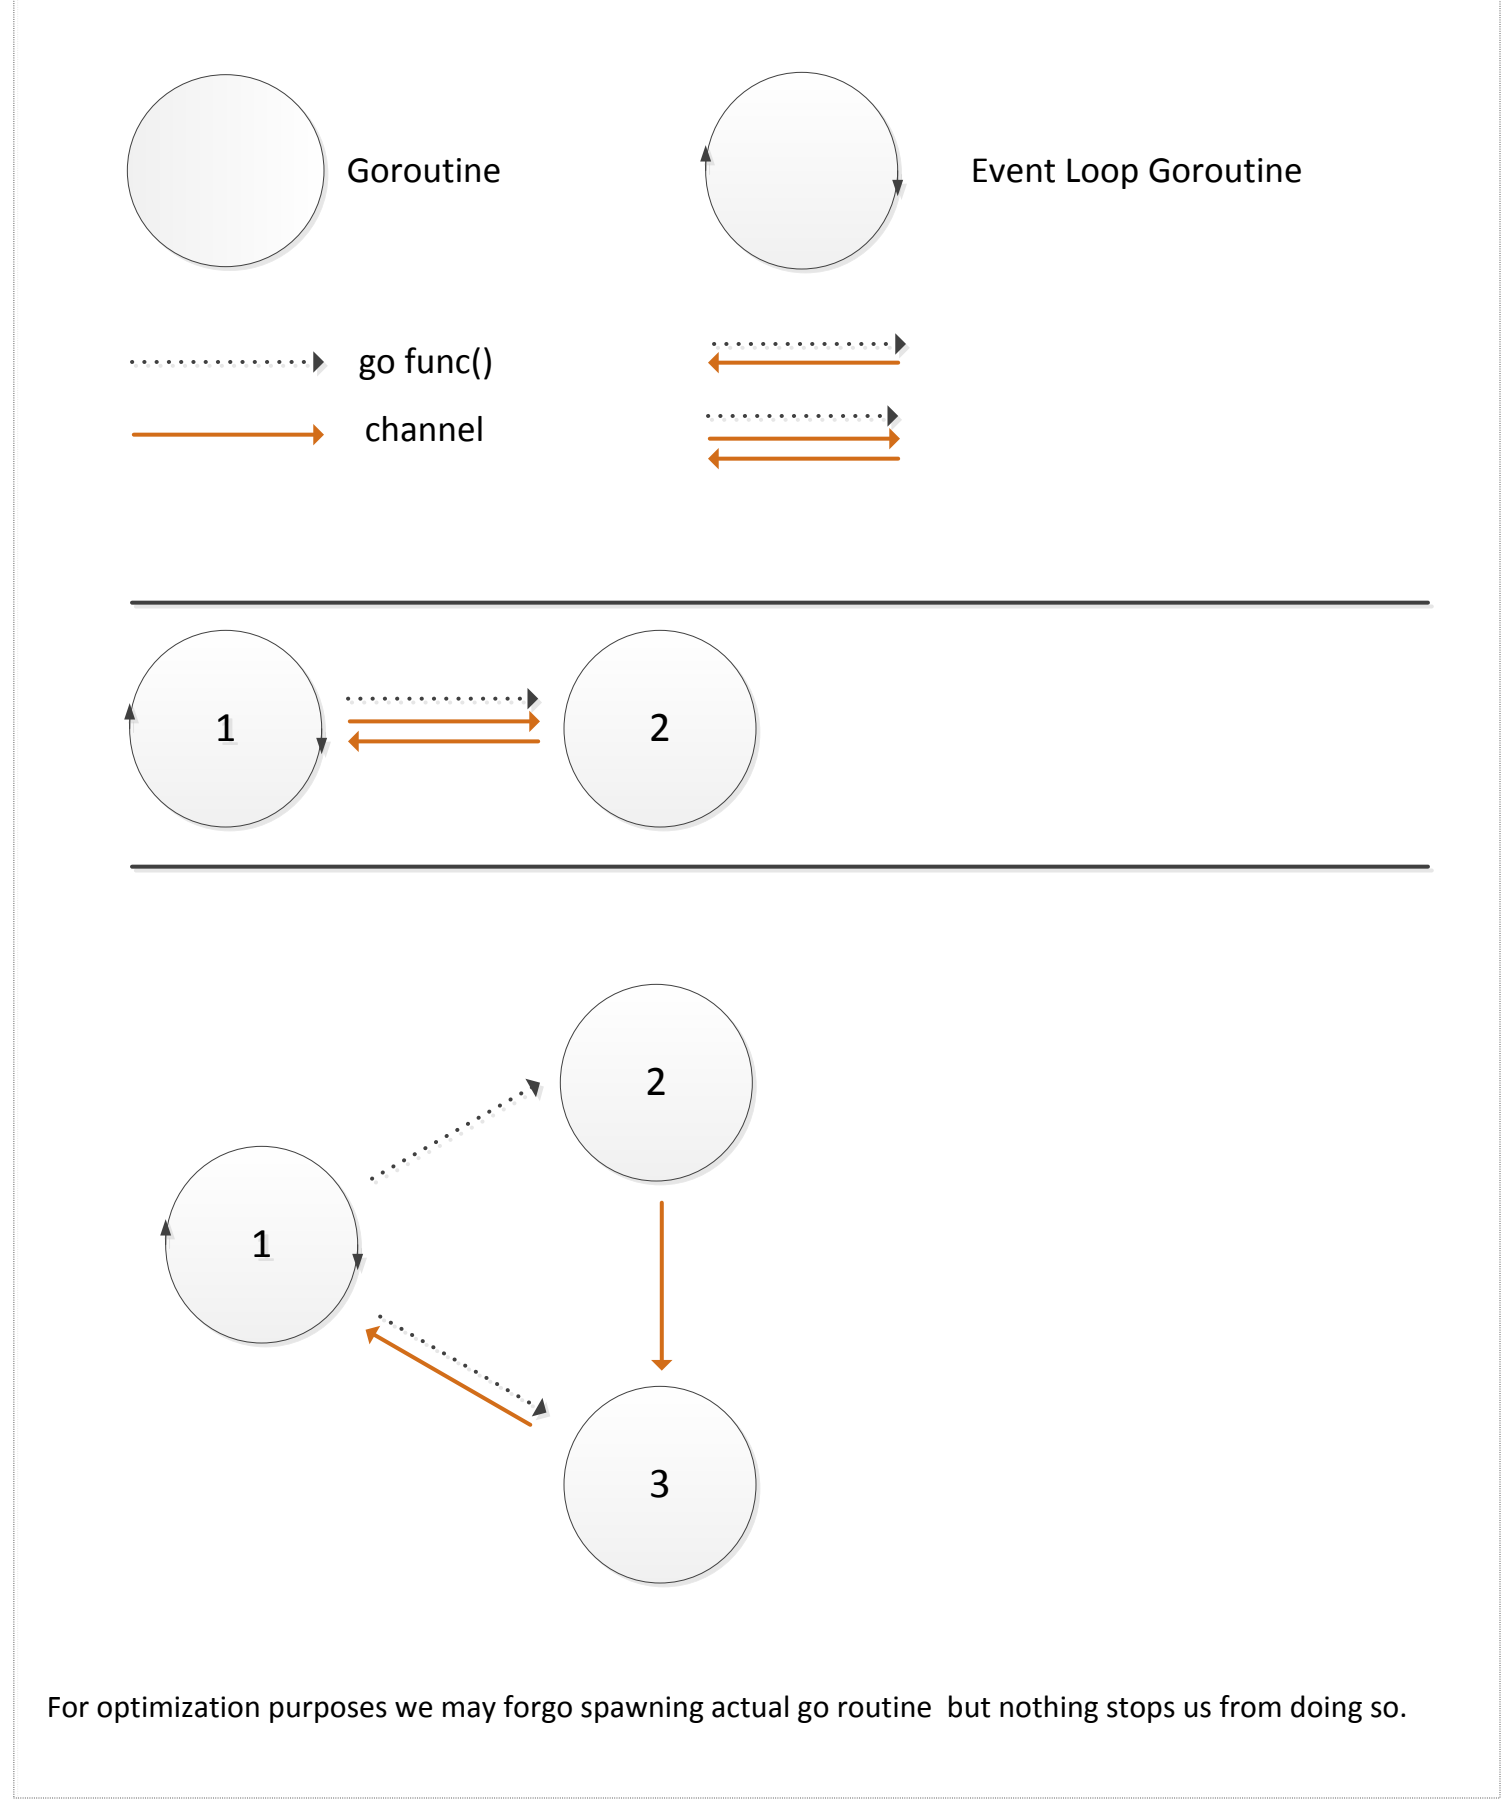 Goroutine
Event Loop Goroutine
go func()
channel
1
2
2
1
3
For optimization purposes we may forgo spawning actual go routine  but nothing stops us from doing so.